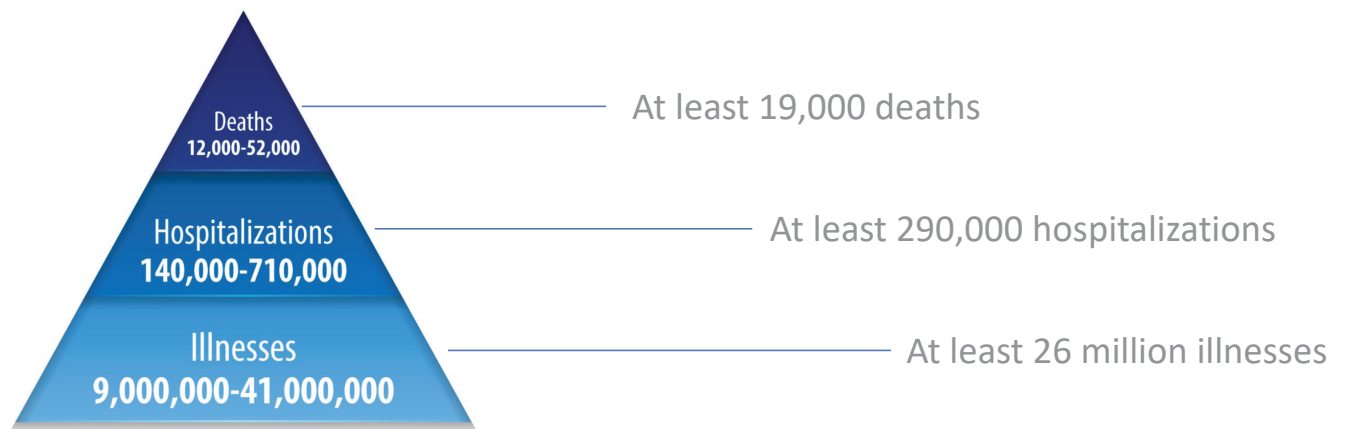 Deaths
12,000-52,000
At least 19,000 deaths
Hospitalizations
140,000-710,000
At least 290,000 hospitalizations
Illnesses
9,000,000-41,000,000
At least 26 million illnesses